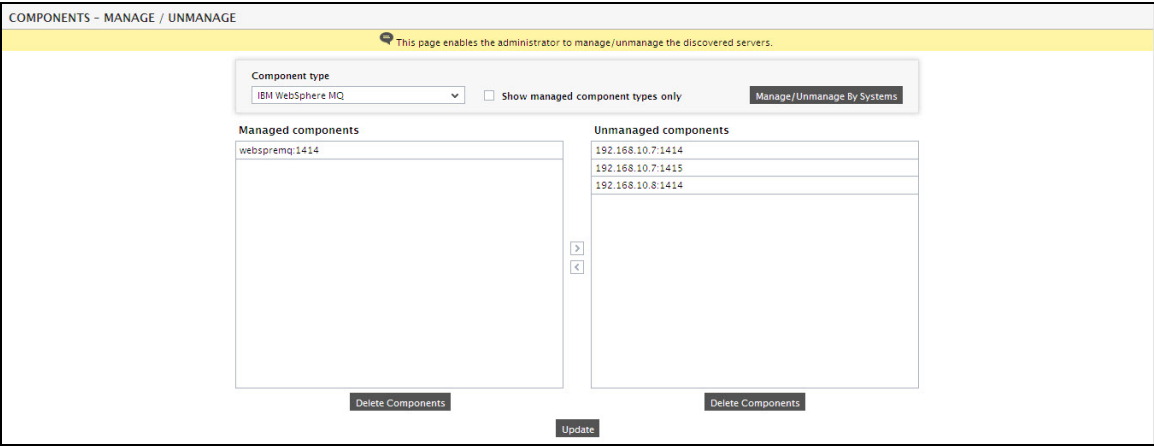 COMPONENTS - MANAGE / UNMANAGE
This page enables the administrator to manage/unmanage the discovered servers.
Component type
IBM WebSphere MQ
Show managed component types only
Manage/Unmanage By Systems
Managed components
Unmanaged components
webspremq:1414
192.168.10.7:1414
192.168.10.7:1415
192.168.10.8:1414
>
<
Delete Components
Delete Components
Update